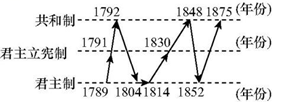 1792 1848 1875 (年份)
共和制
1791 1830 (年份)
君主立宪制
君主制
1789 1804 1814 1852 (年份)